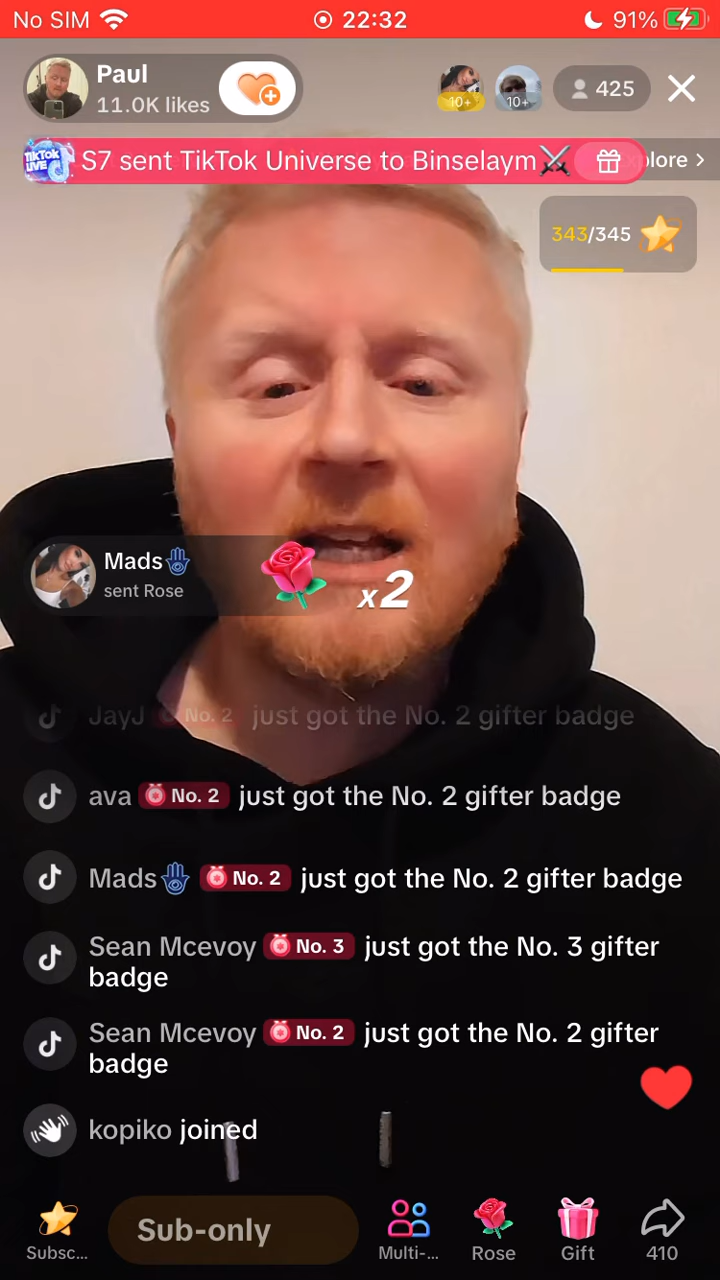 No SIM 22:32 91%
Paul
11.0K likes
10+ 10+ 425
TikTok LIVE S7 sent TikTok Universe to Binselaym⚔️ plore >
343/345
Mads🪬
sent Rose
x2
JayJ No. 2 just got the No. 2 gifter badge
ava No. 2 just got the No. 2 gifter badge
Mads🪬 No. 2 just got the No. 2 gifter badge
Sean Mcevoy No. 3 just got the No. 3 gifter
badge
Sean Mcevoy No. 2 just got the No. 2 gifter
badge
kopiko joined
Sub-only
Subsc... Multi-... Rose Gift 410